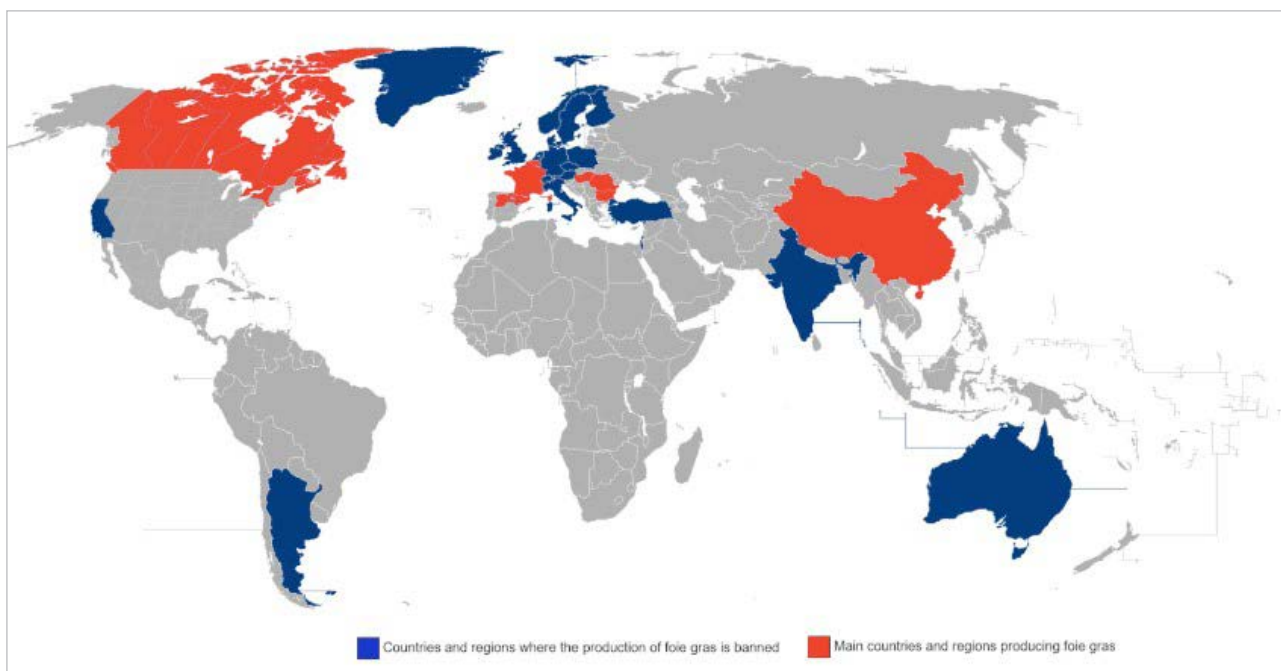 Countries and regions where the production of foie gras is banned
Main countries and regions producing foie gras